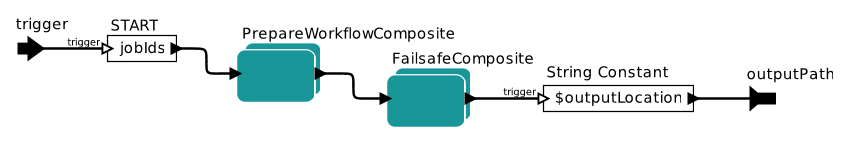 trigger
START
trigger
jobIds
PrepareWorkflowComposite
FailsafeComposite
String Constant
trigger
$outputLocation
outputPath